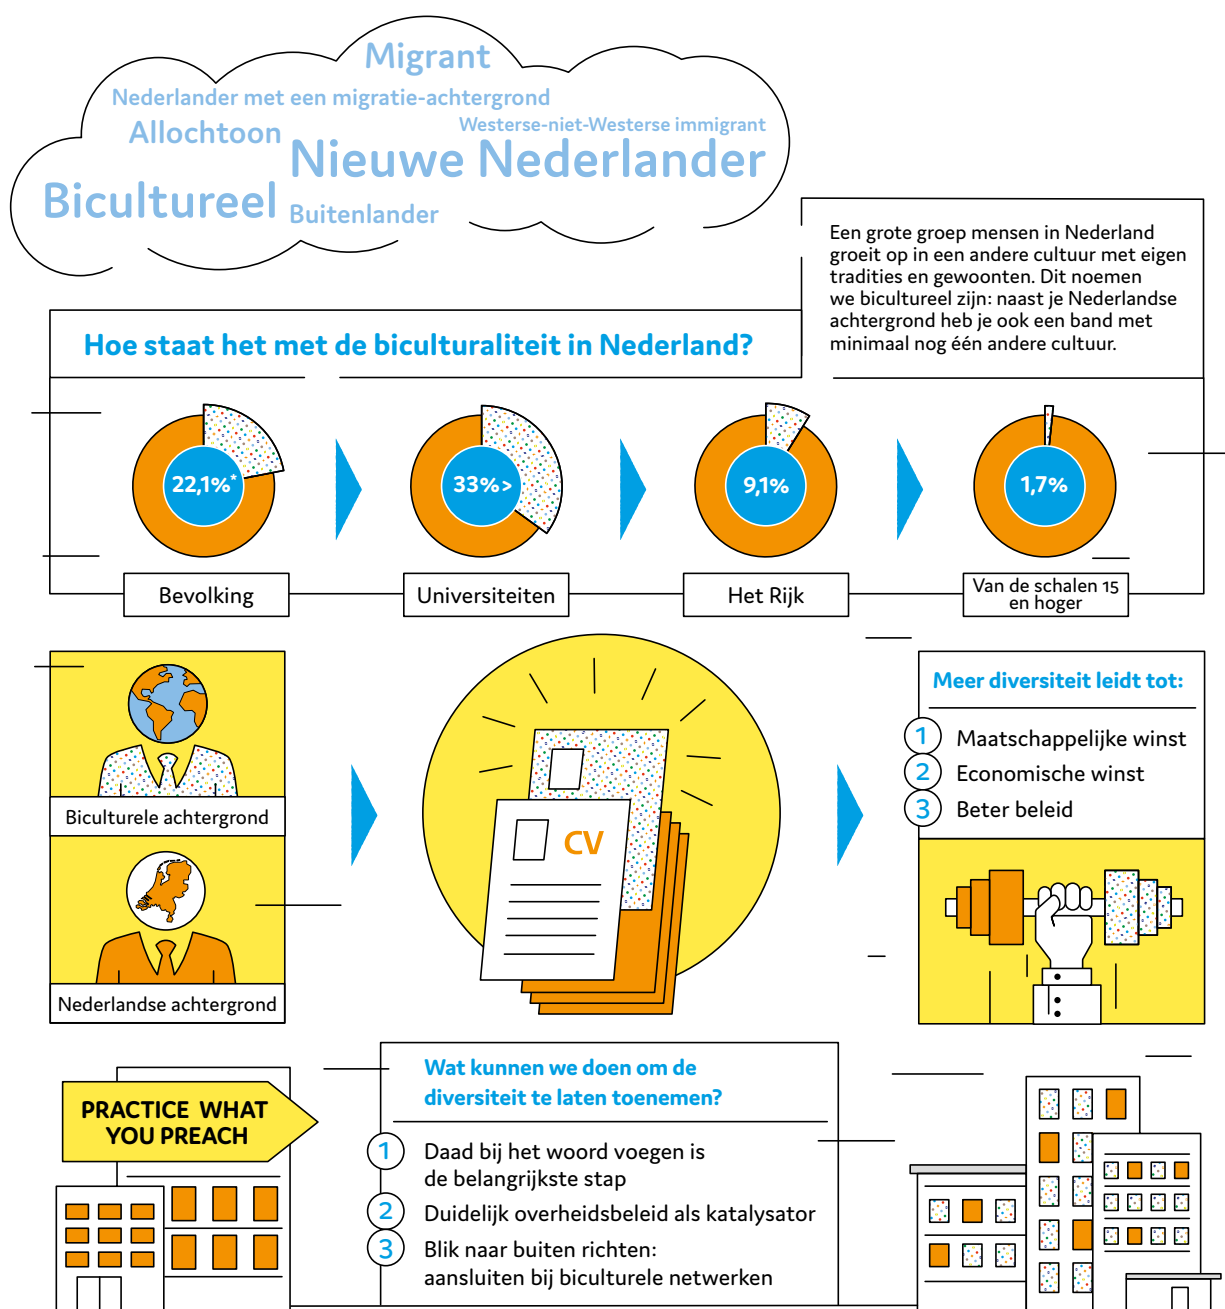 Migrant
Nederlander met een migratie-achtergrond
Allochtoon
Westerse-niet-Westerse immigrant
Nieuwe Nederlander
Bicultureel
Buitenlander
Een grote groep mensen in Nederland
groeit op in een andere cultuur met eigen
tradities en gewoonten. Dit noemen
we bicultureel zijn: naast je Nederlandse
achtergrond heb je ook een band met
minimaal nog één andere cultuur.
Hoe staat het met de biculturaliteit in Nederland?
22,1%*
33%>
9,1%
1,7%
Bevolking
Universiteiten
Het Rijk
Van de schalen 15
en hoger
Biculturele achtergrond
Nederlandse achtergrond
CV
Meer diversiteit leidt tot:
1 Maatschappelijke winst
2 Economische winst
3 Beter beleid
PRACTICE WHAT
YOU PREACH
Wat kunnen we doen om de
diversiteit te laten toenemen?
1 Daad bij het woord voegen is
de belangrijkste stap
2 Duidelijk overheidsbeleid als katalysator
3 Blik naar buiten richten:
aansluiten bij biculturele netwerken